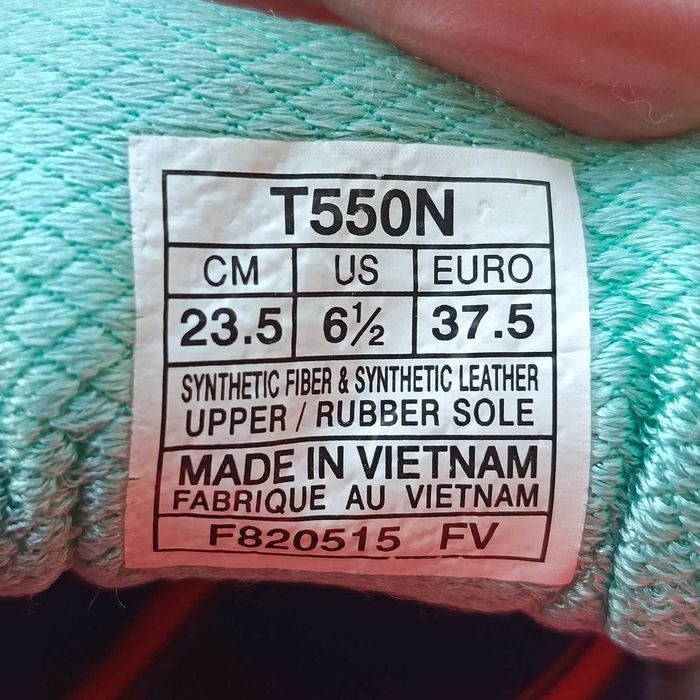 T550N
CM US EURO
23.5 6½ 37.5
SYNTHETIC FIBER & SYNTHETIC LEATHER
UPPER / RUBBER SOLE
MADE IN VIETNAM
FABRIQUE AU VIETNAM
F820515 FV